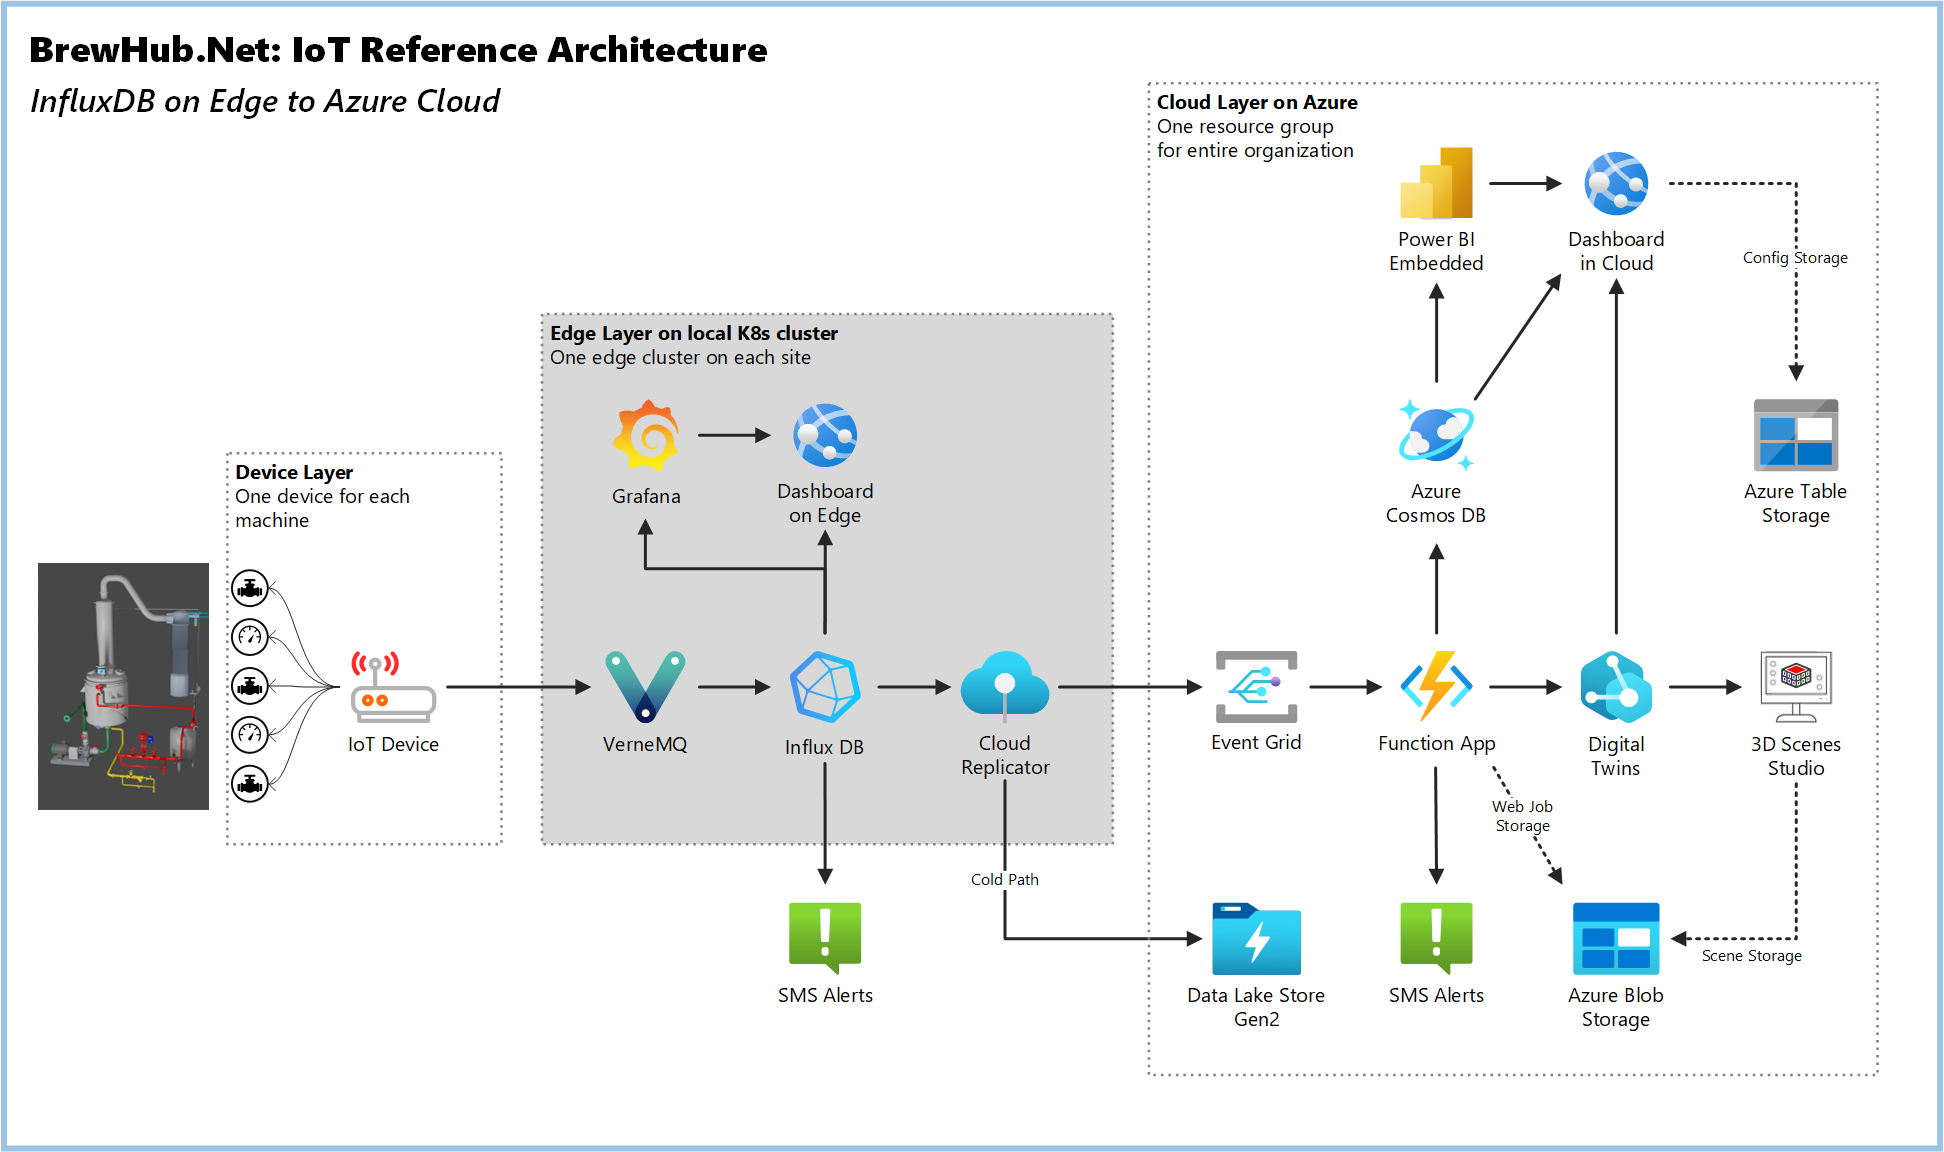 BrewHub.Net: IoT Reference Architecture
InfluxDB on Edge to Azure Cloud
Cloud Layer on Azure
One resource group
for entire organization
Power BI
Embedded
Dashboard
in Cloud
Config Storage
Edge Layer on local K8s cluster
One edge cluster on each site
Grafana
Dashboard
on Edge
Azure
Cosmos DB
Azure Table
Storage
Device Layer
One device for each
machine
IoT Device
VerneMQ
Influx DB
Cloud
Replicator
Event Grid
Function App
Digital
Twins
3D Scenes
Studio
Web Job
Storage
Cold Path
Scene Storage
SMS Alerts
Data Lake Store
Gen2
SMS Alerts
Azure Blob
Storage